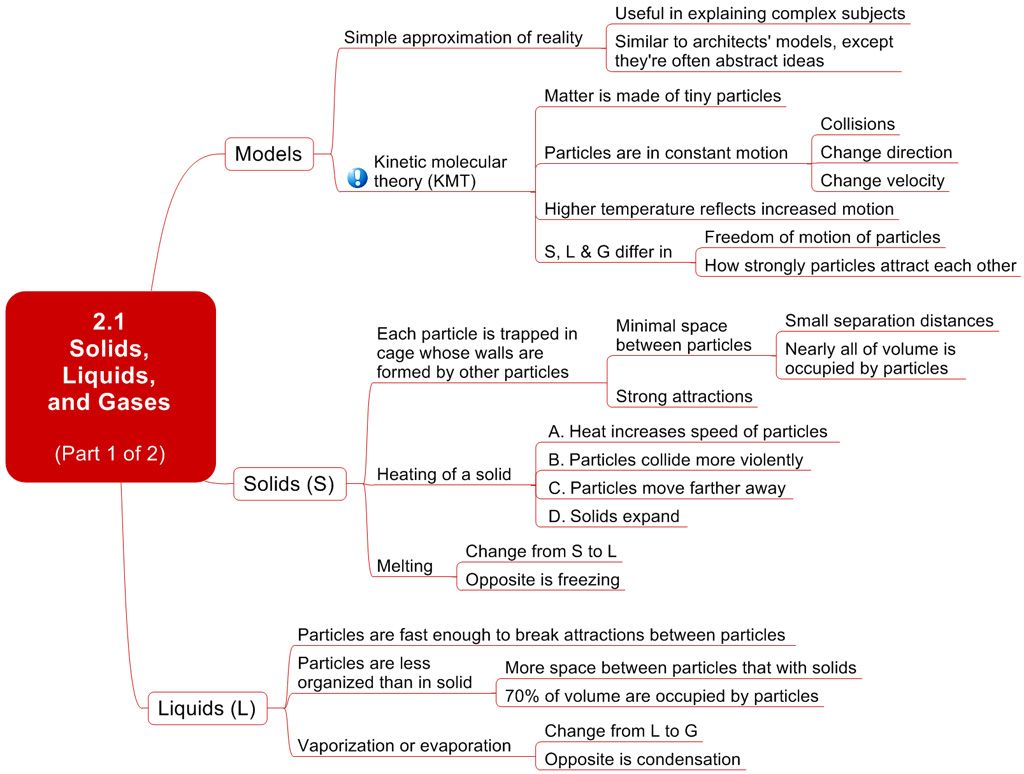 Useful in explaining complex subjects
Simple approximation of reality
Similar to architects' models, except
they're often abstract ideas
Matter is made of tiny particles
Collisions
Models
Particles are in constant motion
Change direction
Kinetic molecular
theory (KMT)
Change velocity
Higher temperature reflects increased motion
S, L & G differ in
Freedom of motion of particles
How strongly particles attract each other
2.1
Solids,
Liquids,
and Gases
(Part 1 of 2)
Each particle is trapped in
cage whose walls are
formed by other particles
Minimal space
between particles
Small separation distances
Nearly all of volume is
occupied by particles
Strong attractions
Solids (S)
Heating of a solid
A. Heat increases speed of particles
B. Particles collide more violently
C. Particles move farther away
D. Solids expand
Melting
Change from S to L
Opposite is freezing
Liquids (L)
Particles are fast enough to break attractions between particles
Particles are less
organized than in solid
More space between particles that with solids
70% of volume are occupied by particles
Vaporization or evaporation
Change from L to G
Opposite is condensation